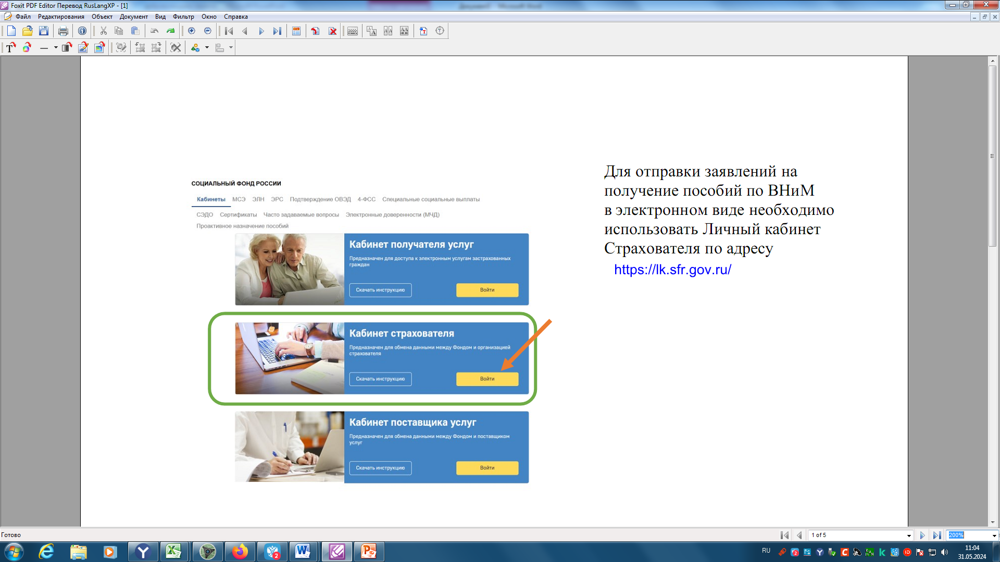 Foxit PDF Editor Перевод RusLangXP - [1]
Файл Редактирования Объект Документ Вид Фильтр Окно Справка
СОЦИАЛЬНЫЙ ФОНД РОССИИ
Кабинеты МСЭ ЭЛН ЭРС Подтверждение ОВЭД 4-ФСС Специальные социальные выплаты
СЭДО Сертификаты Часто задаваемые вопросы Электронные доверенности (МЧД)
Проактивное назначение пособий
Кабинет получателя услуг
Предназначен для доступа к электронным услугам застрахованных
граждан
Скачать инструкцию Войти
Кабинет страхователя
Предназначен для обмена данными между Фондом и организацией
страхователя
Скачать инструкцию Войти
Кабинет поставщика услуг
Предназначен для обмена данными между Фондом и поставщиком
услуг
Скачать инструкцию Войти
Для отправки заявлений на
получение пособий по ВНиМ
в электронном виде необходимо
использовать Личный кабинет
Страхователя по адресу
https://lk.sfr.gov.ru/
Готово
1 of 5
200%
RU
11:04
31.05.2024